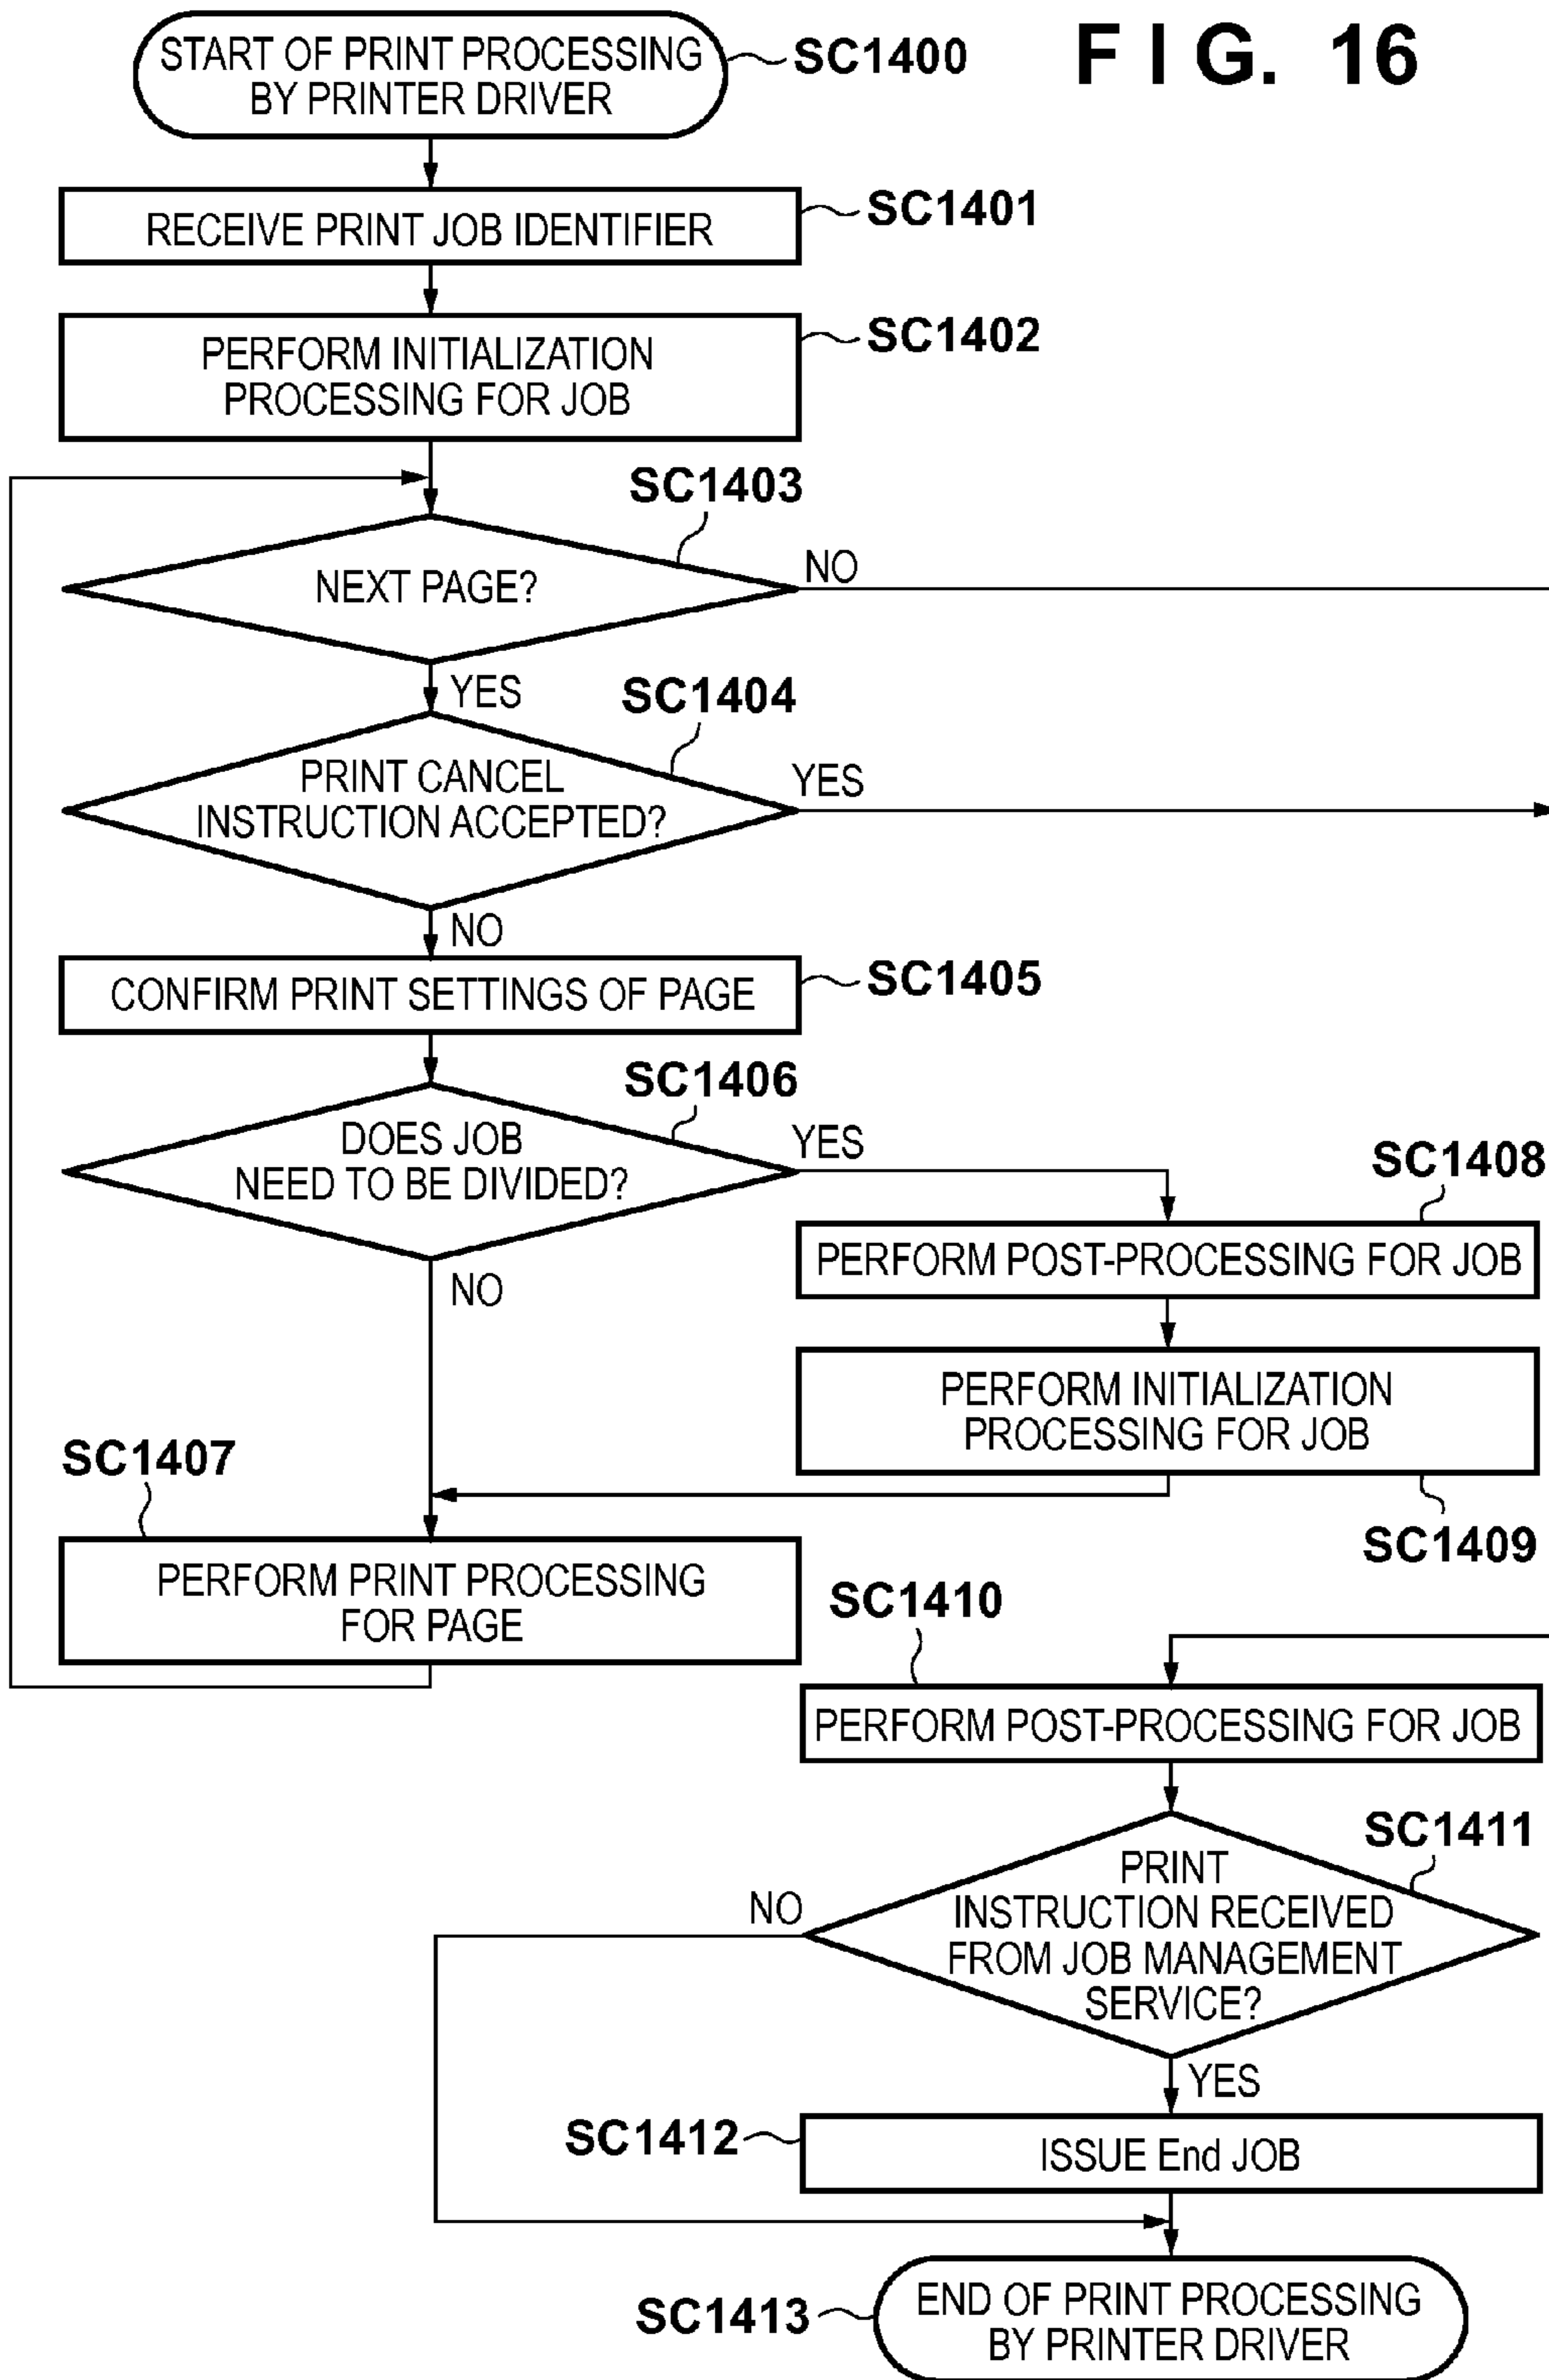 F I G. 16
START OF PRINT PROCESSING
BY PRINTER DRIVER
SC1400
RECEIVE PRINT JOB IDENTIFIER
SC1401
PERFORM INITIALIZATION
PROCESSING FOR JOB
SC1402
SC1403
NEXT PAGE?
NO
YES
SC1404
PRINT CANCEL
INSTRUCTION ACCEPTED?
YES
NO
CONFIRM PRINT SETTINGS OF PAGE
SC1405
SC1406
DOES JOB
NEED TO BE DIVIDED?
YES
NO
SC1408
PERFORM POST-PROCESSING FOR JOB
PERFORM INITIALIZATION
PROCESSING FOR JOB
SC1409
SC1407
PERFORM PRINT PROCESSING
FOR PAGE
SC1410
PERFORM POST-PROCESSING FOR JOB
SC1411
PRINT
INSTRUCTION RECEIVED
FROM JOB MANAGEMENT
SERVICE?
NO
YES
SC1412
ISSUE End JOB
SC1413
END OF PRINT PROCESSING
BY PRINTER DRIVER